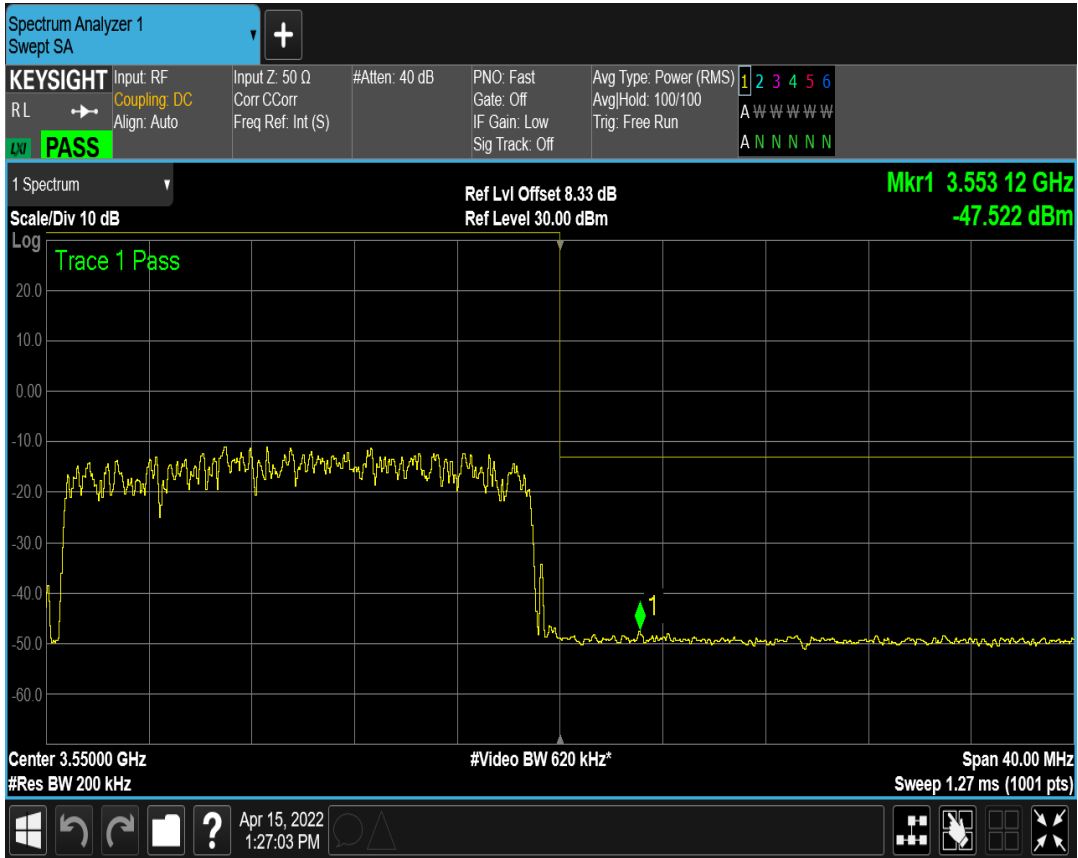 Spectrum Analyzer 1
Swept SA
KEYSIGHT
R L
LXI
PASS
Input: RF
Coupling: DC
Align: Auto
Input Z: 50 Ω
Corr CCorr
Freq Ref: Int (S)
#Atten: 40 dB
PNO: Fast
Gate: Off
IF Gain: Low
Sig Track: Off
Avg Type: Power (RMS)
Avg|Hold: 100/100
Trig: Free Run
1 2 3 4 5 6
A W W W W W
A N N N N N
1 Spectrum
Scale/Div 10 dB
Ref Lvl Offset 8.33 dB
Ref Level 30.00 dBm
Mkr1 3.553 12 GHz
-47.522 dBm
Log
Trace 1 Pass
20.0
10.0
0.00
-10.0
-20.0
-30.0
-40.0
1
-50.0
-60.0
Center 3.55000 GHz
#Res BW 200 kHz
#Video BW 620 kHz*
Span 40.00 MHz
Sweep 1.27 ms (1001 pts)
?
Apr 15, 2022
1:27:03 PM